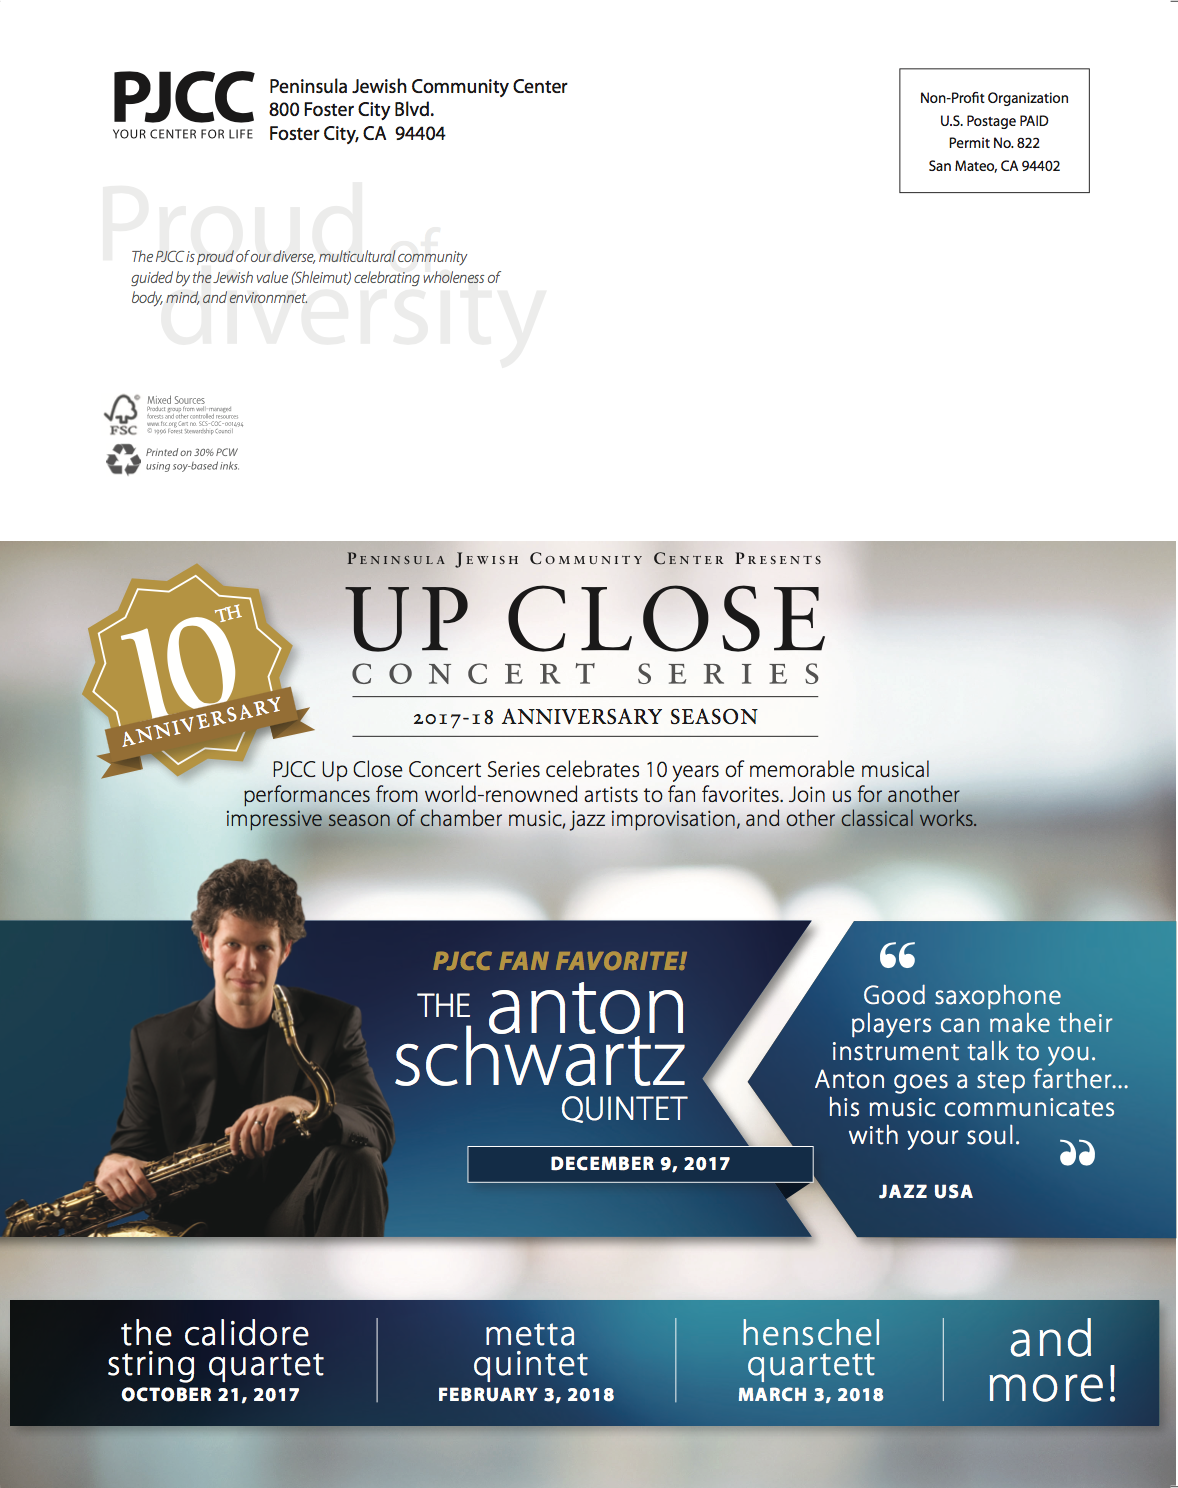 PJCC
YOUR CENTER FOR LIFE
Peninsula Jewish Community Center
800 Foster City Blvd.
Foster City, CA 94404
Non-Profit Organization
U.S. Postage PAID
Permit No. 822
San Mateo, CA 94402
Proud of
diversity
The PJCC is proud of our diverse, multicultural community
guided by the Jewish value (Shleimut) celebrating wholeness of
body, mind, and environmnet.
FSC
Mixed Sources
Product group from well-managed
forests and other controlled resources
www.fsc.org Cert no. SCS-COC-001494
© 1996 Forest Stewardship Council
Printed on 30% PCW
using soy-based inks.
PENINSULA JEWISH COMMUNITY CENTER PRESENTS
UP CLOSE
CONCERT SERIES
2017-18 ANNIVERSARY SEASON
10TH
ANNIVERSARY
PJCC Up Close Concert Series celebrates 10 years of memorable musical
performances from world-renowned artists to fan favorites. Join us for another
impressive season of chamber music, jazz improvisation, and other classical works.
PJCC FAN FAVORITE!
THE anton
schwartz
QUINTET
DECEMBER 9, 2017
“
Good saxophone
players can make their
instrument talk to you.
Anton goes a step farther...
his music communicates
with your soul.
”
JAZZ USA
the calidore
string quartet
OCTOBER 21, 2017
metta
quintet
FEBRUARY 3, 2018
henschel
quartett
MARCH 3, 2018
and
more!